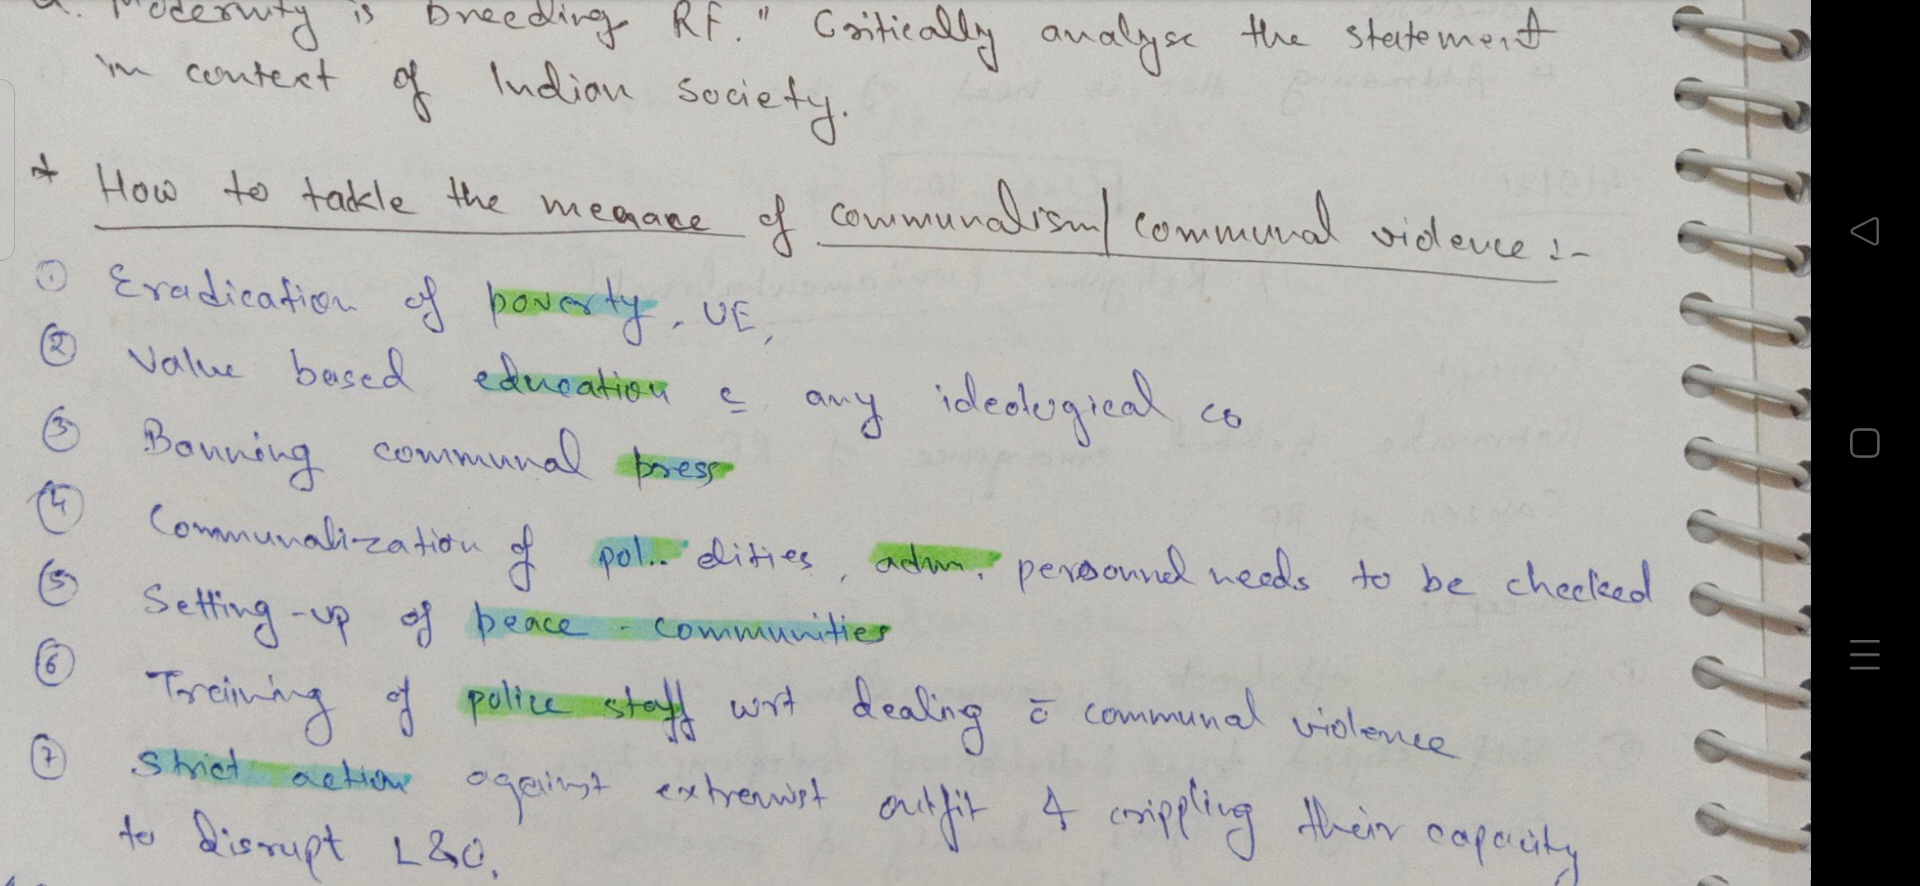 Modernity is breeding RF." Critically analyse the statement
in context of Indian Society.
* How to tackle the menace of communalism/communal violence :-
① Eradication of poverty, UE,
② Value based education c̄ any ideological
③ Banning communal press
④ Communalization of pol.. elities, adm. personnel needs to be checked
⑤ Setting-up of peace-communities
⑥ Training of police staff wrt dealing c̄ communal violence
⑦ Strict action against extremist outfit & crippling their capacity
to disrupt L&O.